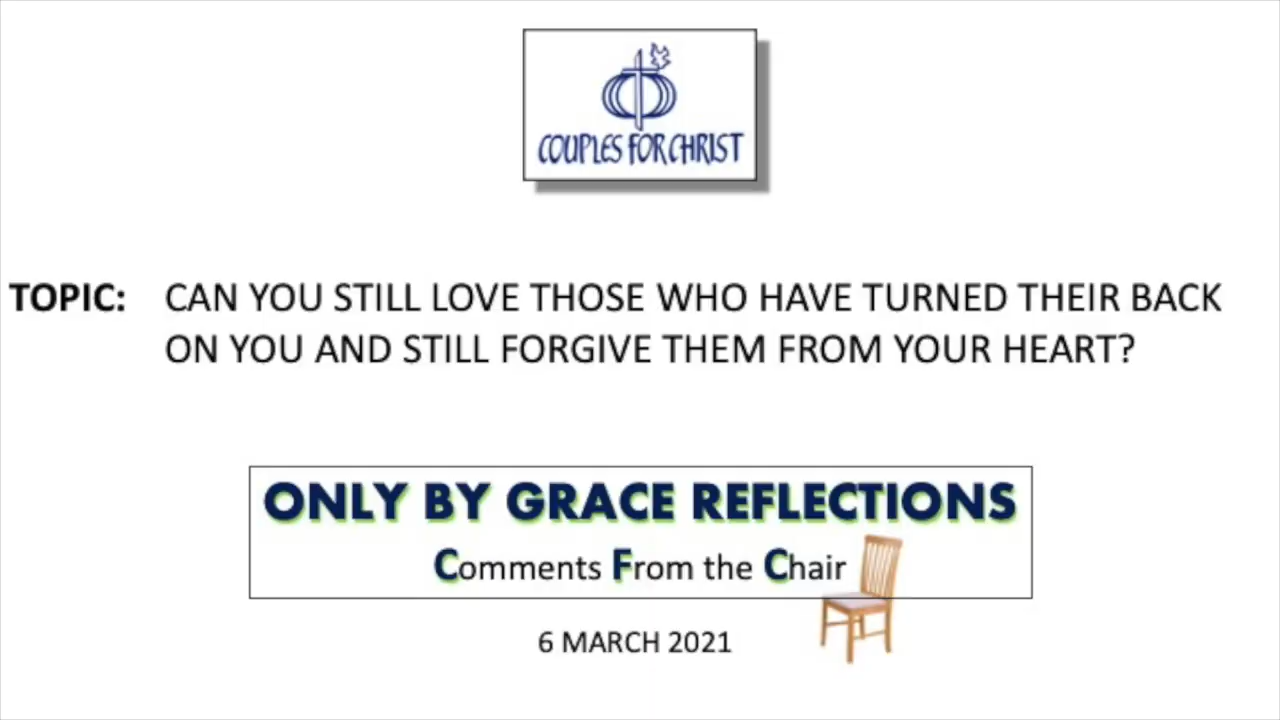 COUPLES FOR CHRIST
TOPIC: CAN YOU STILL LOVE THOSE WHO HAVE TURNED THEIR BACK
ON YOU AND STILL FORGIVE THEM FROM YOUR HEART?
ONLY BY GRACE REFLECTIONS
Comments From the Chair
6 MARCH 2021